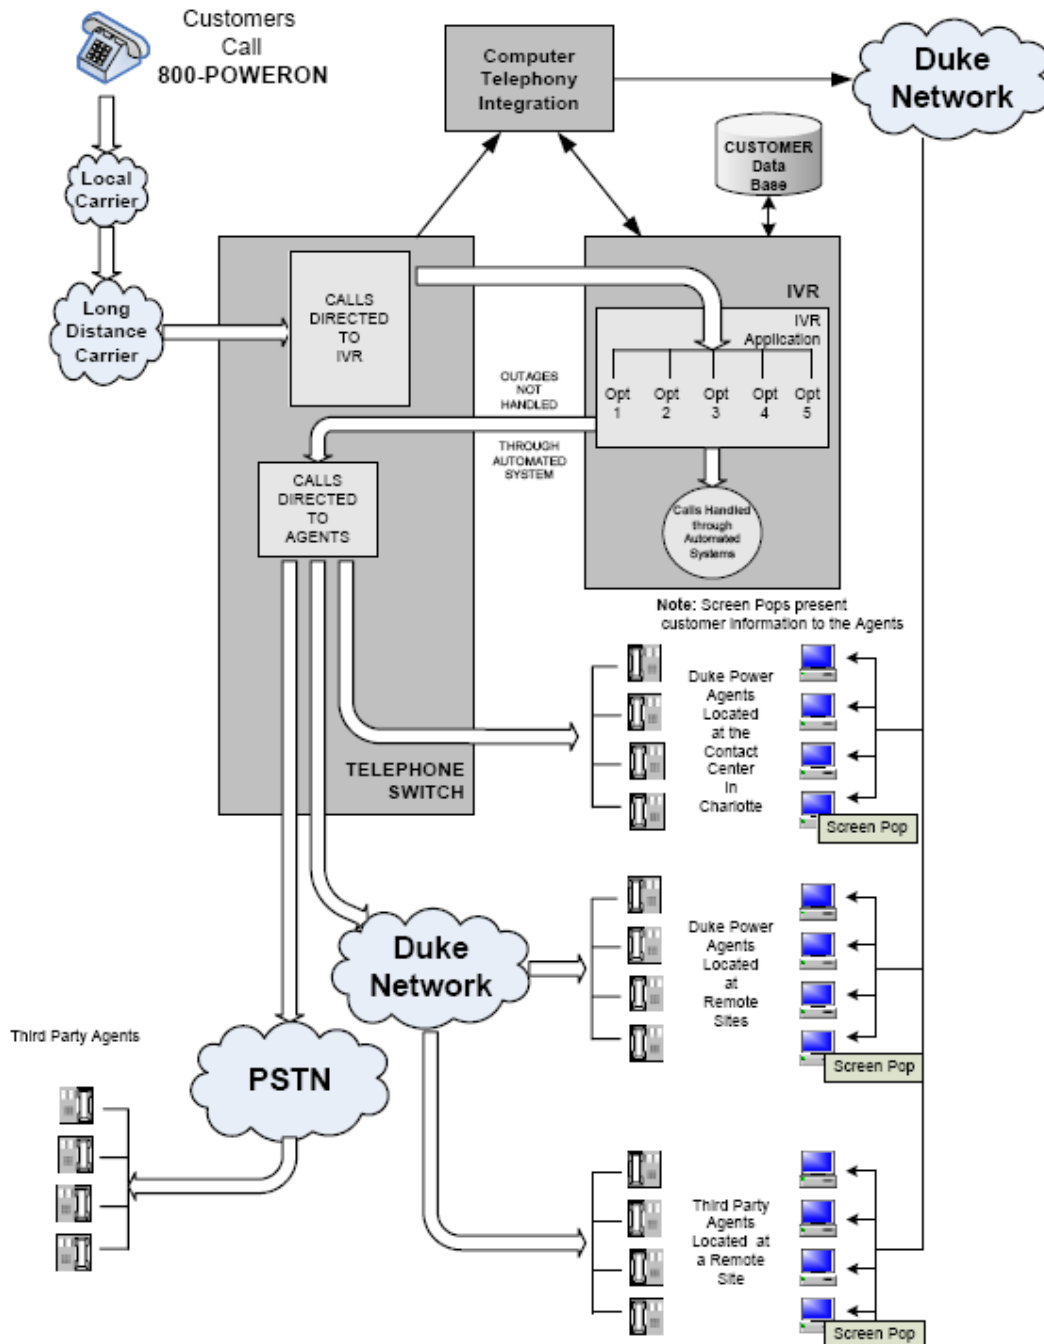 Customers
Call
800-POWERON
Computer
Telephony
Integration
Duke
Network
CUSTOMER
Data
Base
Local
Carrier
Long
Distance
Carrier
CALLS
DIRECTED
TO
IVR
IVR
IVR
Application
Opt
1
Opt
2
Opt
3
Opt
4
Opt
5
OUTAGES
NOT
HANDLED
THROUGH
AUTOMATED
SYSTEM
CALLS
DIRECTED
TO
AGENTS
Calls Handled
through
Automated
Systems
Note: Screen Pops present
customer Information to the Agents
TELEPHONE
SWITCH
Duke Power
Agents
Located
at the
Contact
Center
In
Charlotte
Screen Pop
Duke
Network
Duke Power
Agents
Located
at
Remote
Sites
Screen Pop
Third Party Agents
PSTN
Third Party
Agents
Located at
a Remote
Site
Screen Pop